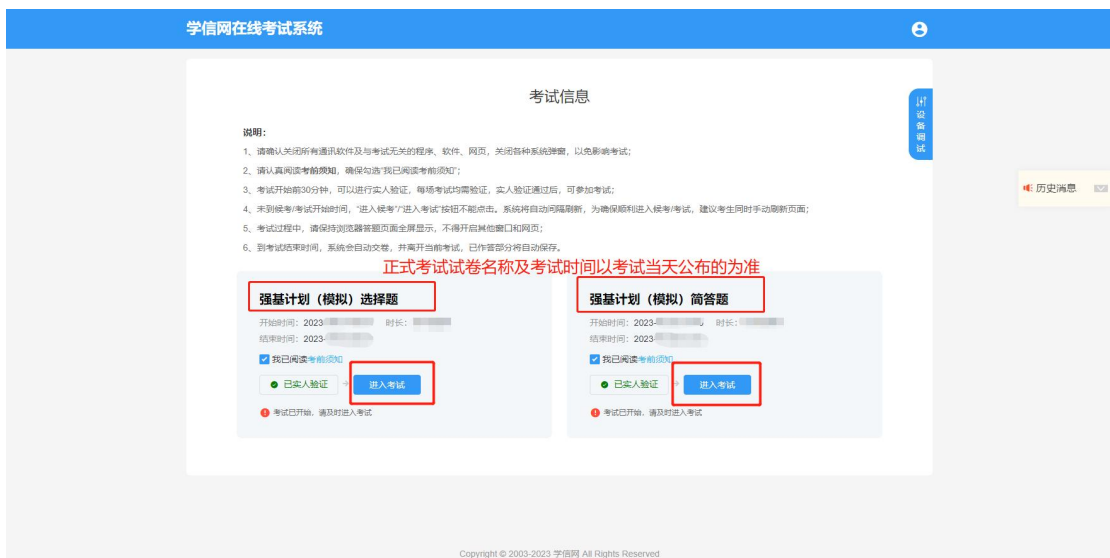 学信网在线考试系统
考试信息
设备调试
说明：
1、请确认关闭所有通讯软件及与考试无关的程序、软件、网页，关闭各种系统弹窗，以免影响考试；
2、请认真阅读考前须知，确保勾选“我已阅读考前须知”；
3、考试开始前30分钟，可以进行实人验证，每场考试均需验证，实人验证通过后，可参加考试；
历史消息
4、未到候考/考试开始时间，“进入候考”/“进入考试”按钮不能点击。系统将自动间隔刷新，为确保顺利进入候考/考试，建议考生同时手动刷新页面；
5、考试过程中，请保持浏览器答题页面全屏显示，不得开启其他窗口和网页；
6、到考试结束时间，系统会自动交卷，并离开当前考试，已作答部分将自动保存。
正式考试试卷名称及考试时间以考试当天公布的为准
强基计划（模拟）选择题
开始时间：2023- 时长：
结束时间：2023-
我已阅读考前须知
已实人验证 + 进入考试
考试已开始，请及时进入考试
强基计划（模拟）简答题
开始时间：2023- 时长：
结束时间：2023-
我已阅读考前须知
已实人验证 + 进入考试
考试已开始，请及时进入考试
Copyright © 2003-2023 学信网 All Rights Reserved